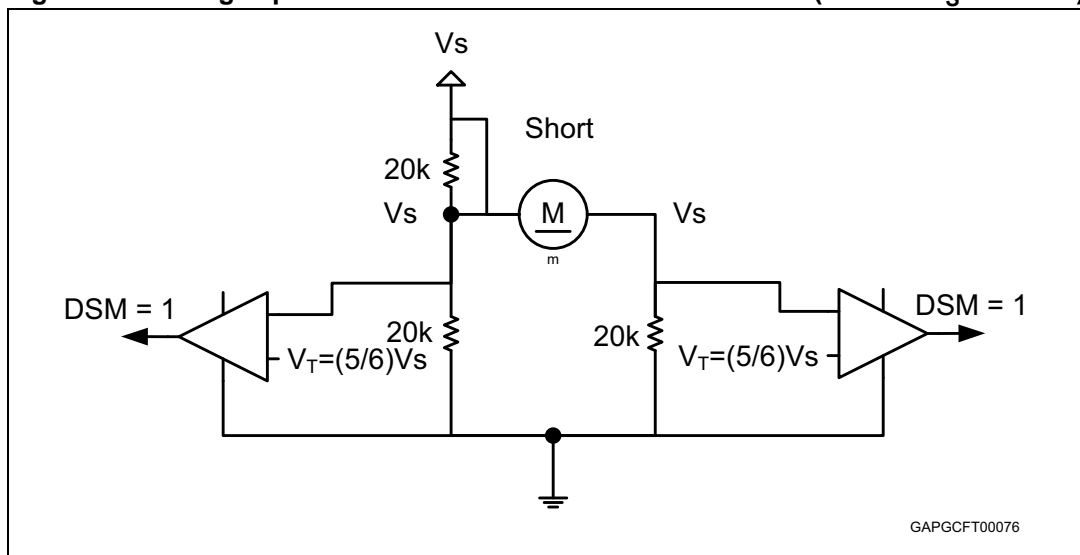 Vs
Short
20k
Vs
M
Vs
m
DSM = 1
DSM = 1
20k
20k
V_T=(5/6)Vs
V_T=(5/6)Vs
GAPGCFT00076